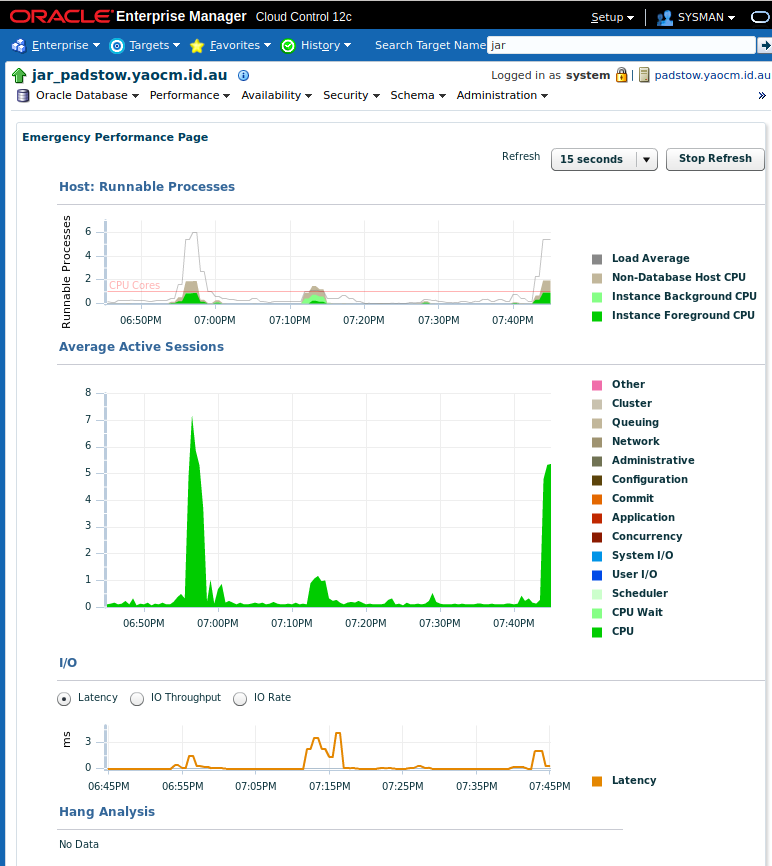 ORACLE Enterprise Manager Cloud Control 12c Setup SYSMAN
Enterprise Targets Favorites History Search Target Name jar
jar_padstow.yaocm.id.au Logged in as system padstow.yaocm.id.au
Oracle Database Performance Availability Security Schema Administration »
Emergency Performance Page
Refresh 15 seconds Stop Refresh
Host: Runnable Processes
Runnable Processes
6
4
2
0
CPU Cores
06:50PM 07:00PM 07:10PM 07:20PM 07:30PM 07:40PM
Load Average
Non-Database Host CPU
Instance Background CPU
Instance Foreground CPU
Average Active Sessions
8
7
6
5
4
3
2
1
0
06:50PM 07:00PM 07:10PM 07:20PM 07:30PM 07:40PM
Other
Cluster
Queuing
Network
Administrative
Configuration
Commit
Application
Concurrency
System I/O
User I/O
Scheduler
CPU Wait
CPU
I/O
Latency IO Throughput IO Rate
ms
3
0
06:45PM 06:55PM 07:05PM 07:15PM 07:25PM 07:35PM 07:45PM
Latency
Hang Analysis
No Data